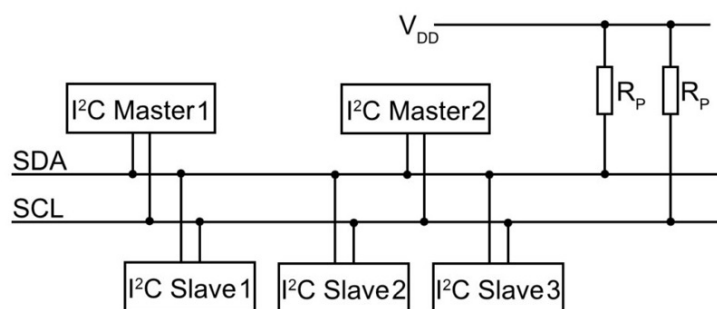 V_DD
R_P R_P
I²C Master1 I²C Master2
SDA
SCL
I²C Slave1 I²C Slave2 I²C Slave3